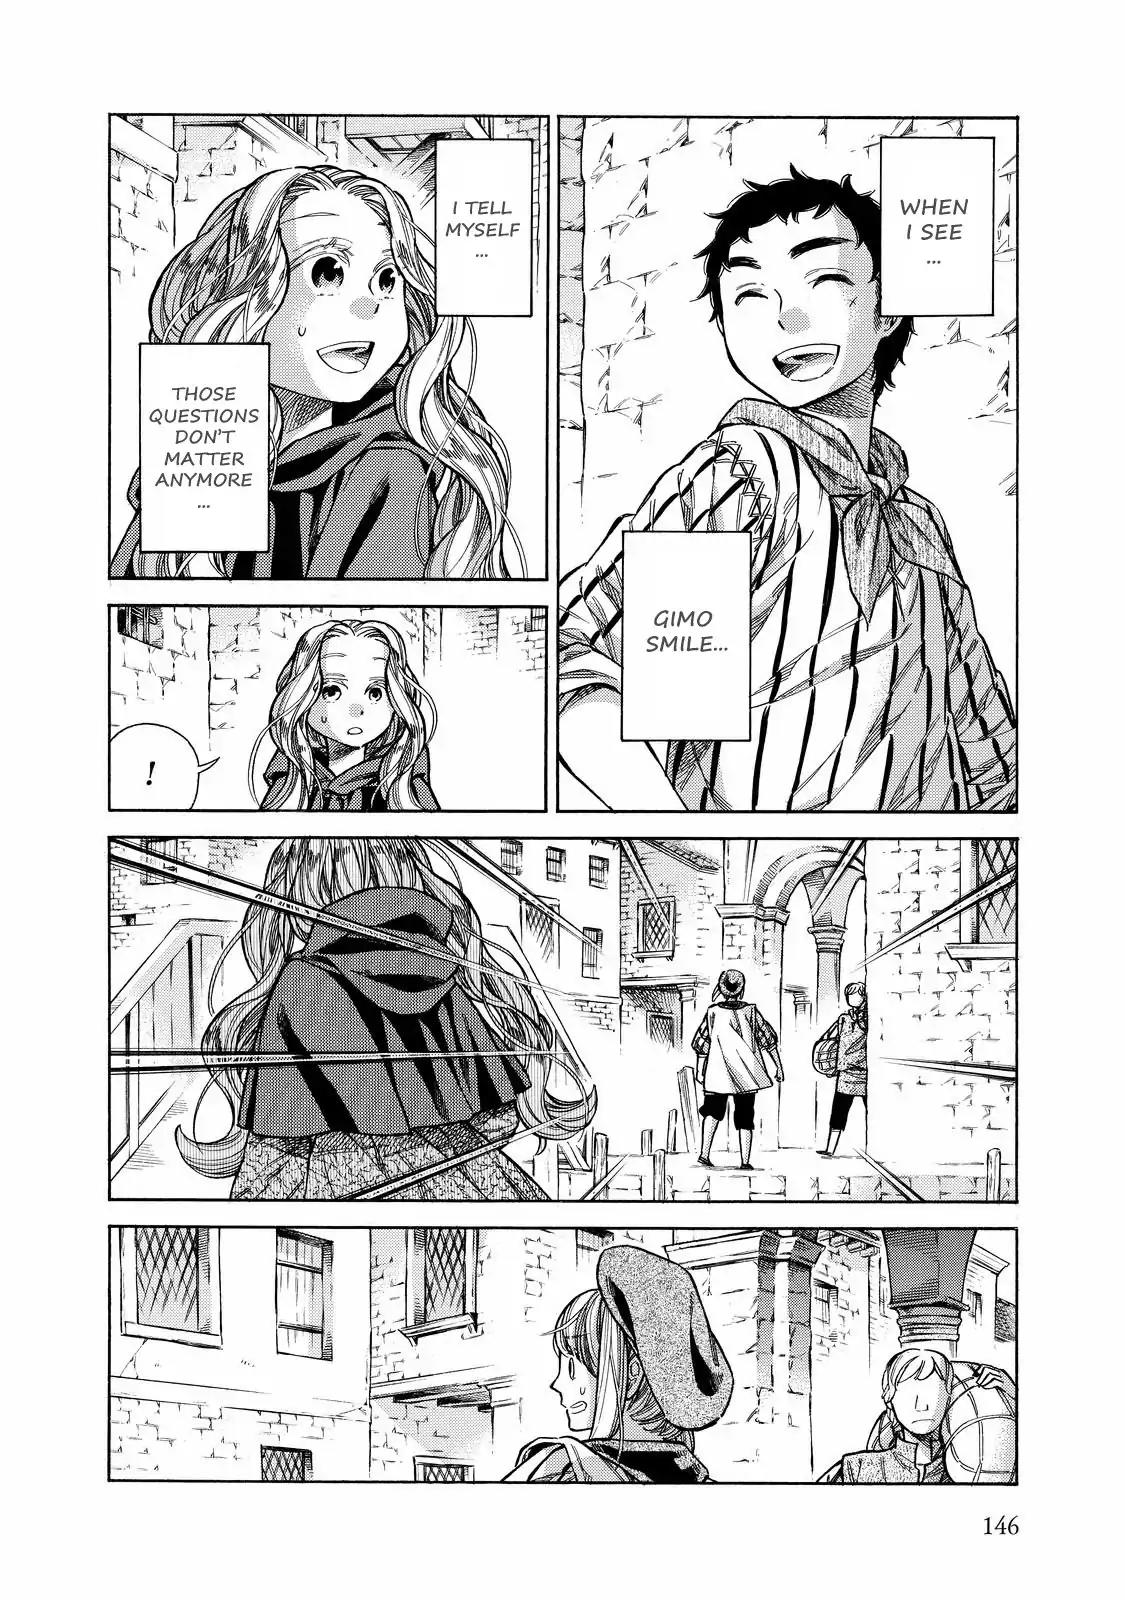 WHEN
I SEE
...
GIMO
SMILE...
I TELL
MYSELF
...
THOSE
QUESTIONS
DON'T
MATTER
ANYMORE
...
!
146